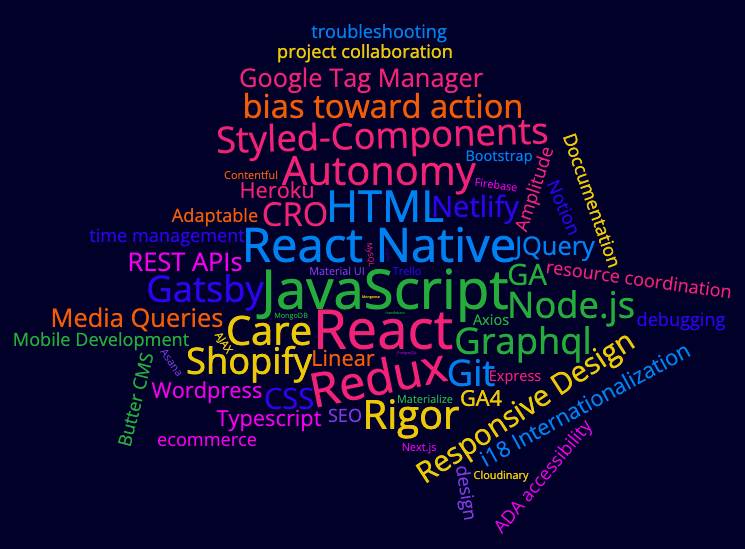 troubleshooting
project collaboration
Google Tag Manager
bias toward action
Styled-Components
Bootstrap
Doccumentation
Autonomy
Amplitude
Contentful
Firebase
Heroku
Notion
HTML
Netlify
Adaptable
CRO
time management
React Native
JQuery
MySQL
REST APIs
Material UI
Trello
GA
resource coordination
Gatsby
JavaScript
Node.js
Mongoose
Media Queries
MongoDB
Axios
debugging
Care
React
Mobile Development
AJAX
Graphql
Shopify
Linear
Asana
Redux
Git
Express
Responsive Design
Butter CMS
Wordpress
CSS
Materialize
GA4
i18 Internationalization
Typescript
SEO
Rigor
ecommerce
Next.js
Cloudinary
design
ADA accessibility